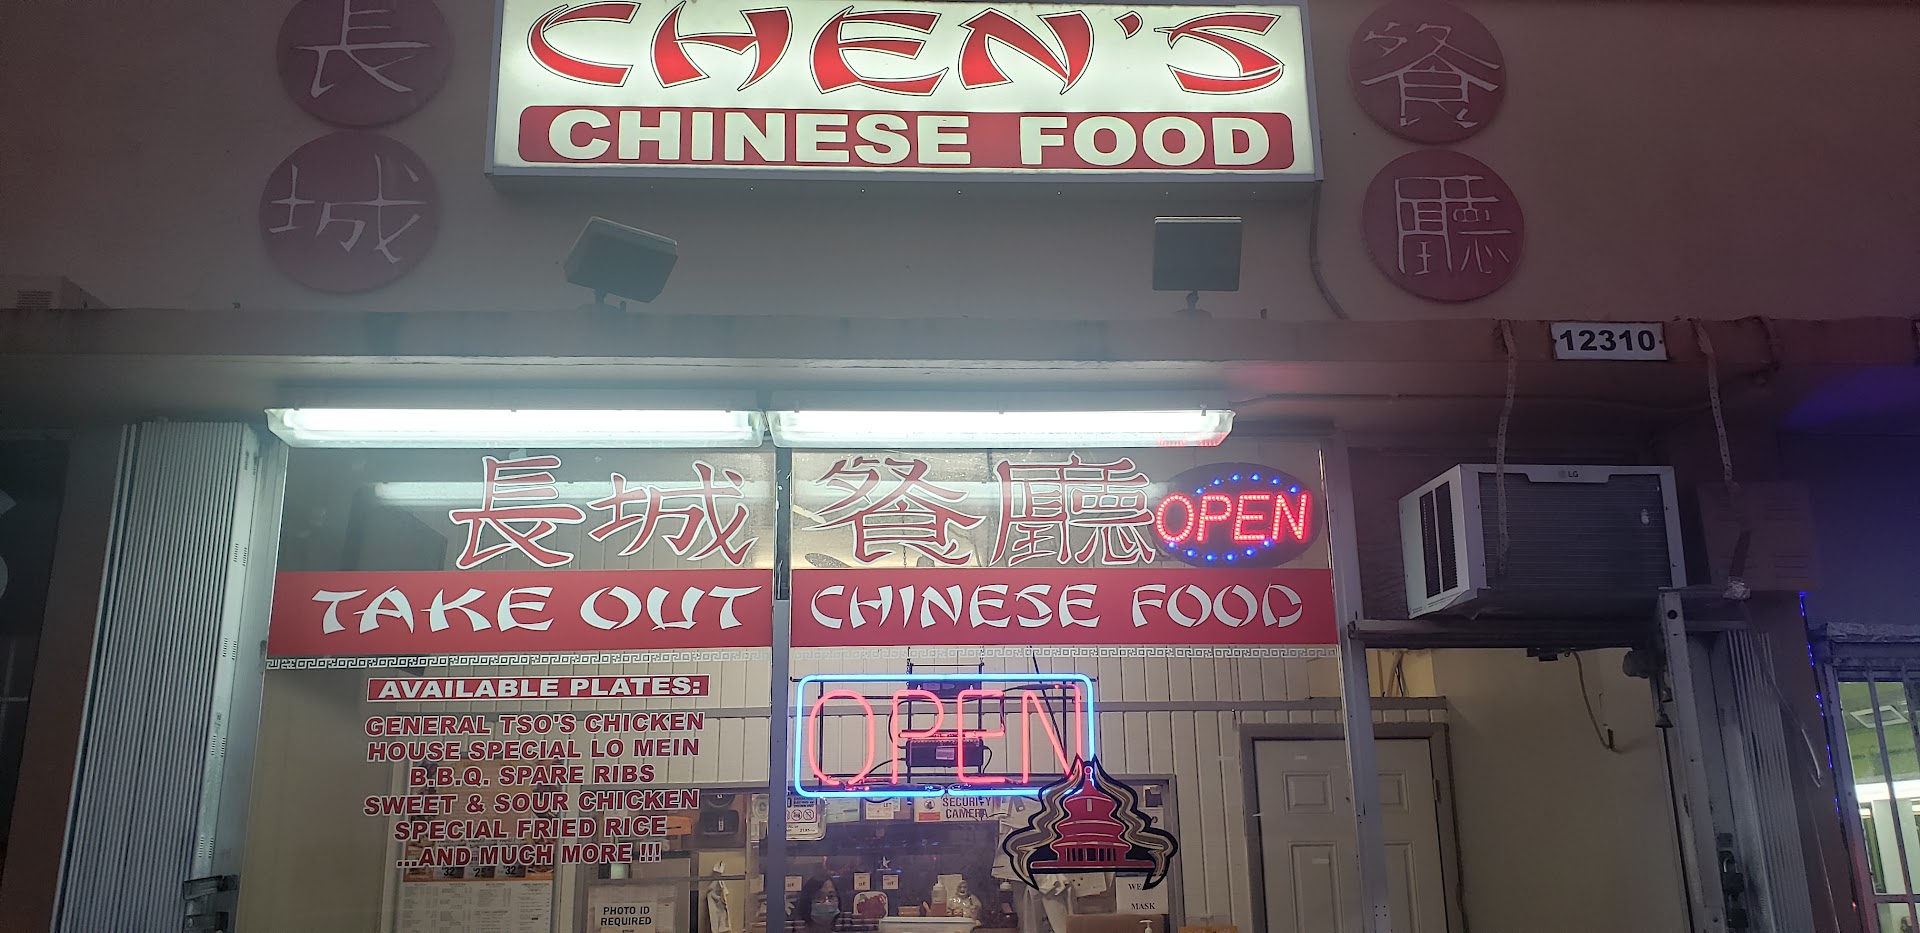 CHEN'S
CHINESE FOOD
長城
餐廳
12310
LG
長城 餐廳
OPEN
TAKE OUT CHINESE FOOD
AVAILABLE PLATES:
GENERAL TSO'S CHICKEN
HOUSE SPECIAL LO MEIN
B.B.Q. SPARE RIBS
SWEET & SOUR CHICKEN
SPECIAL FRIED RICE
...AND MUCH MORE !!!
OPEN
SECURITY
CAMERA
PHOTO ID
REQUIRED
MASK